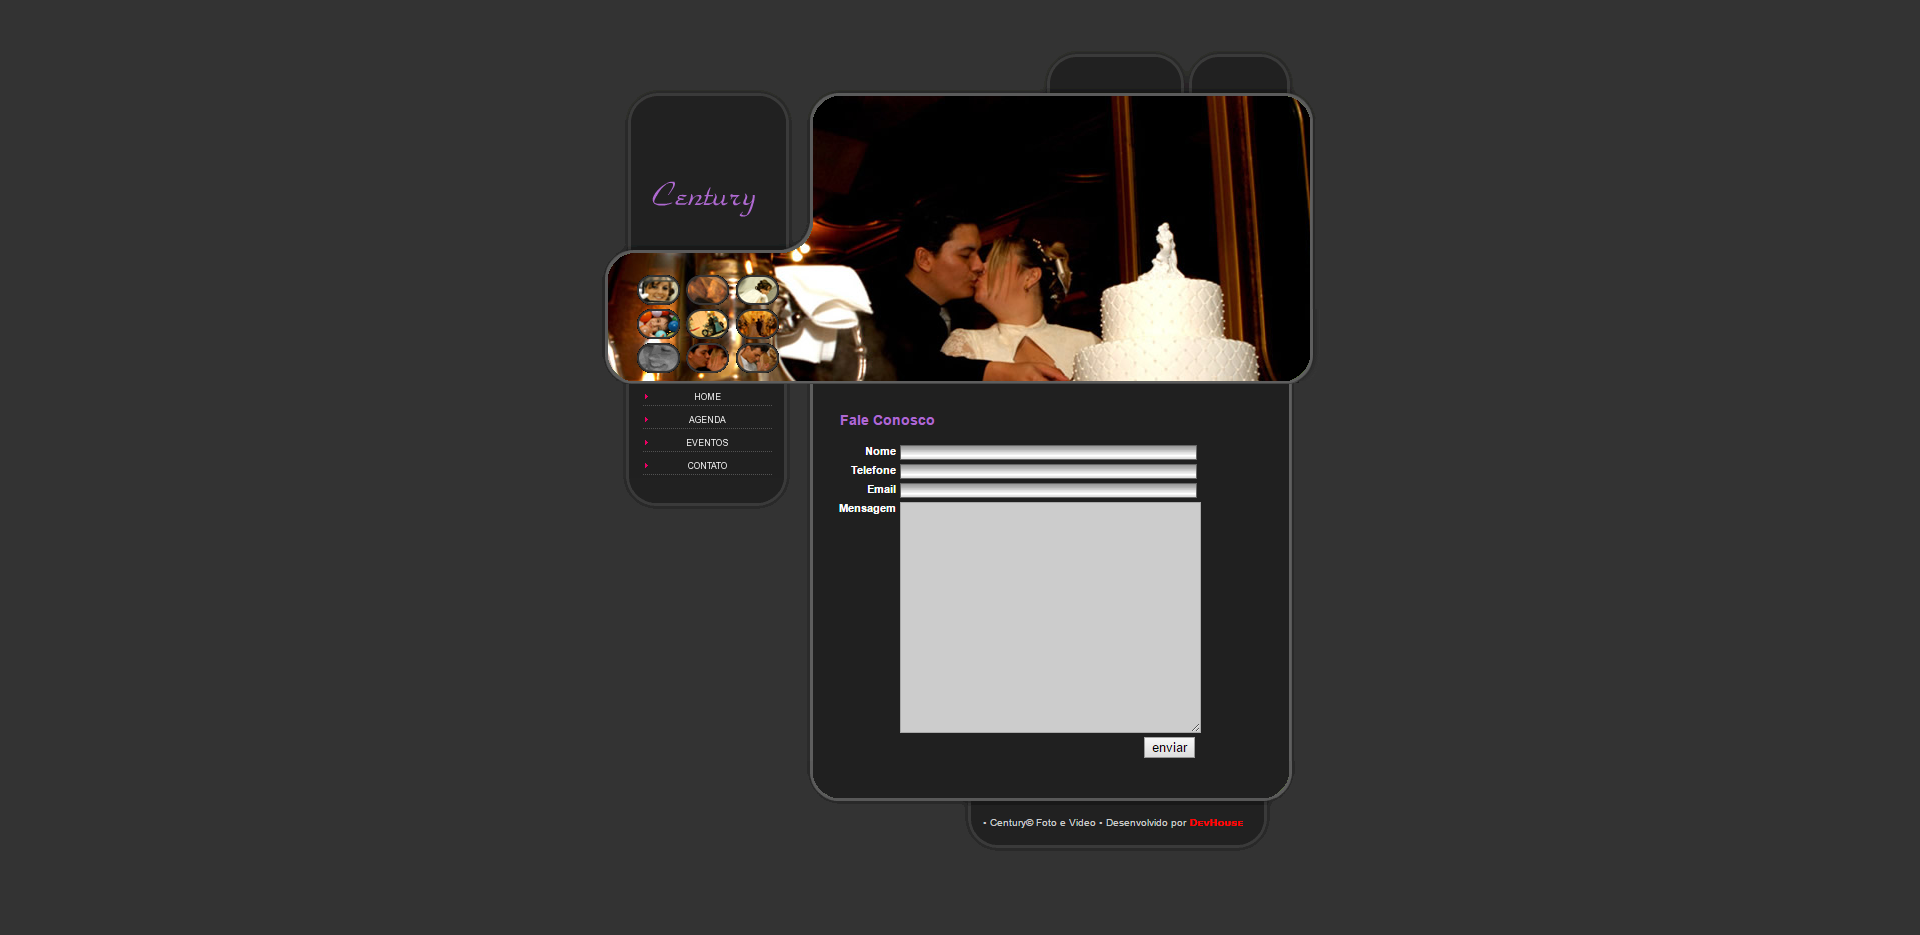 Century
HOME
AGENDA
EVENTOS
CONTATO
Fale Conosco
Nome
Telefone
Email
Mensagem
enviar
• Century© Foto e Video • Desenvolvido por DevHouse